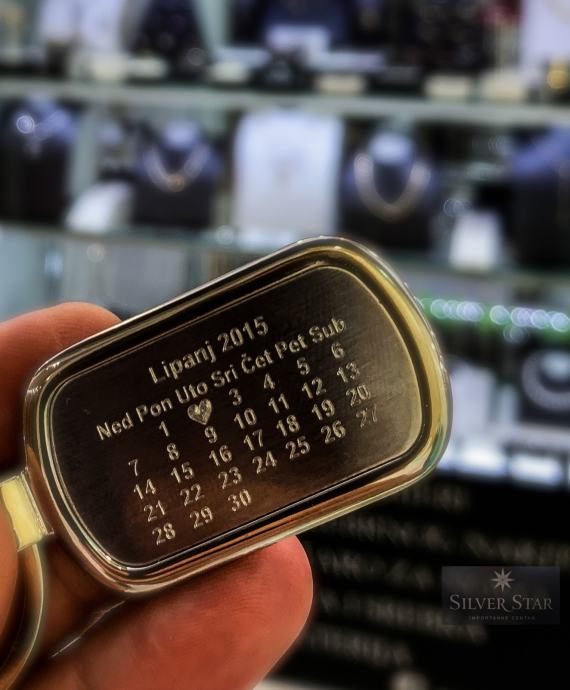 Lipanj 2015
Ned Pon Uto Sri Čet Pet Sub
1 3 4 5 6
7 8 9 10 11 12 13
14 15 16 17 18 19 20
21 22 23 24 25 26 27
28 29 30
SILVER STAR